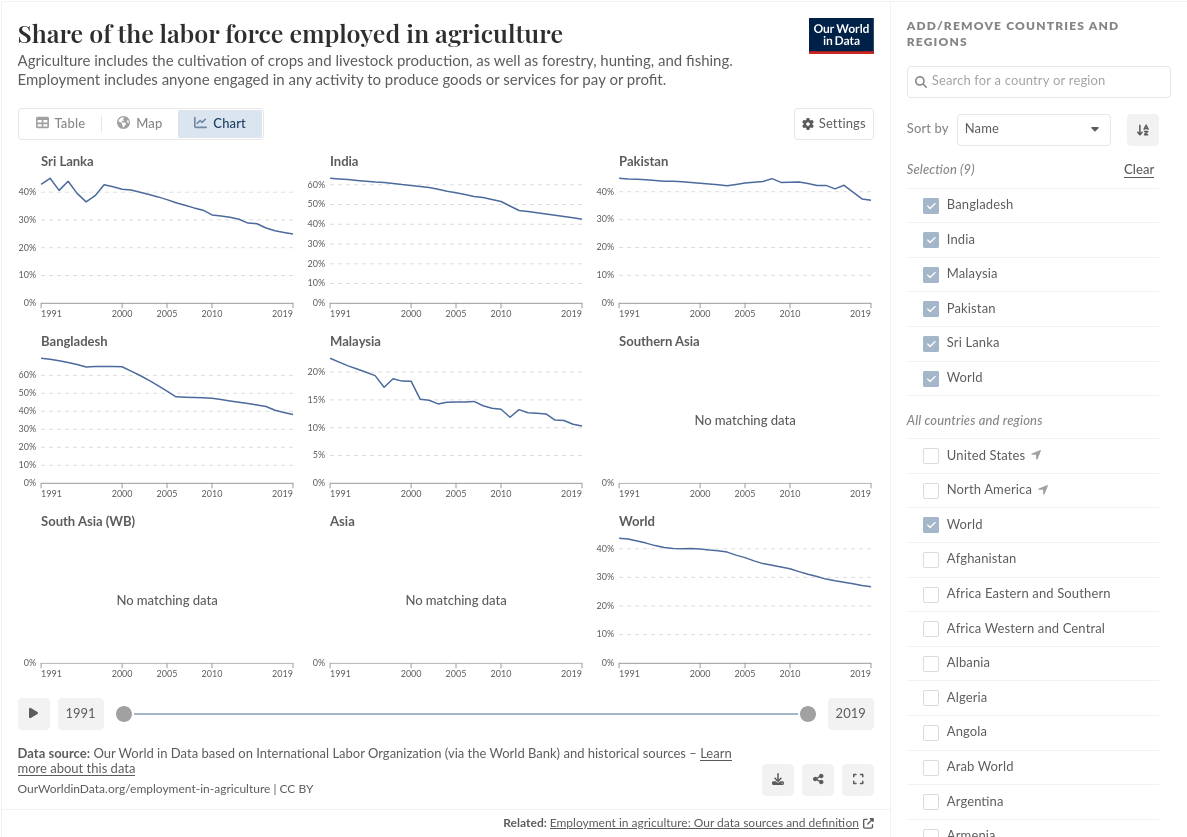 Share of the labor force employed in agriculture
Agriculture includes the cultivation of crops and livestock production, as well as forestry, hunting, and fishing.
Employment includes anyone engaged in any activity to produce goods or services for pay or profit.
Our World
in Data
Table
Map
Chart
Settings
Sri Lanka
40%
30%
20%
10%
0%
1991
2000
2005
2010
2019
India
60%
50%
40%
30%
20%
10%
0%
1991
2000
2005
2010
2019
Pakistan
40%
30%
20%
10%
0%
1991
2000
2005
2010
2019
Bangladesh
60%
50%
40%
30%
20%
10%
0%
1991
2000
2005
2010
2019
Malaysia
20%
15%
10%
5%
0%
1991
2000
2005
2010
2019
Southern Asia
No matching data
0%
1991
2000
2005
2010
2019
South Asia (WB)
No matching data
0%
1991
2000
2005
2010
2019
Asia
No matching data
0%
1991
2000
2005
2010
2019
World
40%
30%
20%
10%
0%
1991
2000
2005
2010
2019
1991
2019
Data source: Our World in Data based on International Labor Organization (via the World Bank) and historical sources – Learn
more about this data
OurWorldinData.org/employment-in-agriculture | CC BY
Related: Employment in agriculture: Our data sources and definition
ADD/REMOVE COUNTRIES AND
REGIONS
Search for a country or region
Sort by
Name
Selection (9)
Clear
Bangladesh
India
Malaysia
Pakistan
Sri Lanka
World
All countries and regions
United States
North America
World
Afghanistan
Africa Eastern and Southern
Africa Western and Central
Albania
Algeria
Angola
Arab World
Argentina
Armenia